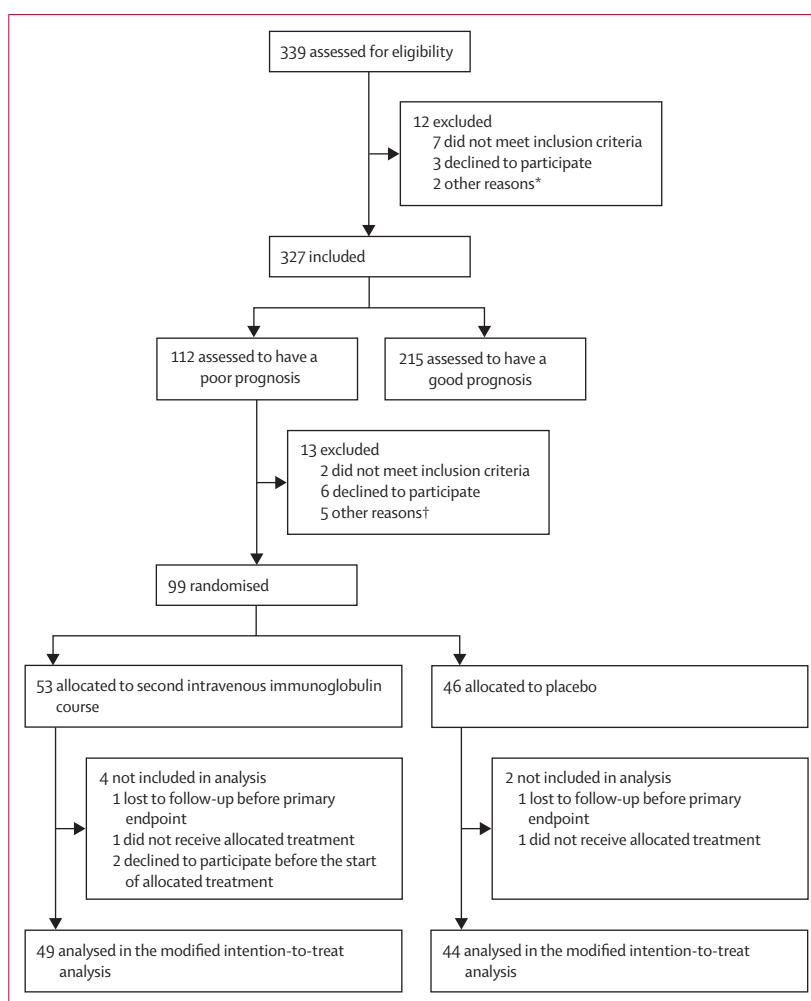 339 assessed for eligibility
12 excluded
7 did not meet inclusion criteria
3 declined to participate
2 other reasons*
327 included
112 assessed to have a
poor prognosis
215 assessed to have a
good prognosis
13 excluded
2 did not meet inclusion criteria
6 declined to participate
5 other reasons†
99 randomised
53 allocated to second intravenous immunoglobulin
course
46 allocated to placebo
4 not included in analysis
1 lost to follow-up before primary
endpoint
1 did not receive allocated treatment
2 declined to participate before the start
of allocated treatment
2 not included in analysis
1 lost to follow-up before primary
endpoint
1 did not receive allocated treatment
49 analysed in the modified intention-to-treat
analysis
44 analysed in the modified intention-to-treat
analysis